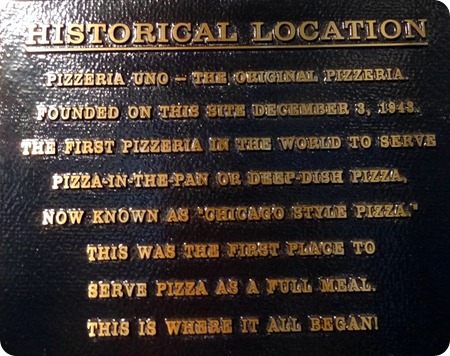 HISTORICAL LOCATION
PIZZERIA UNO — THE ORIGINAL PIZZERIA
FOUNDED ON THIS SITE DECEMBER 3, 1943.
THE FIRST PIZZERIA IN THE WORLD TO SERVE
PIZZA-IN-THE-PAN OR DEEP-DISH PIZZA,
NOW KNOWN AS "CHICAGO STYLE PIZZA."
THIS WAS THE FIRST PLACE TO
SERVE PIZZA AS A FULL MEAL.
THIS IS WHERE IT ALL BEGAN!